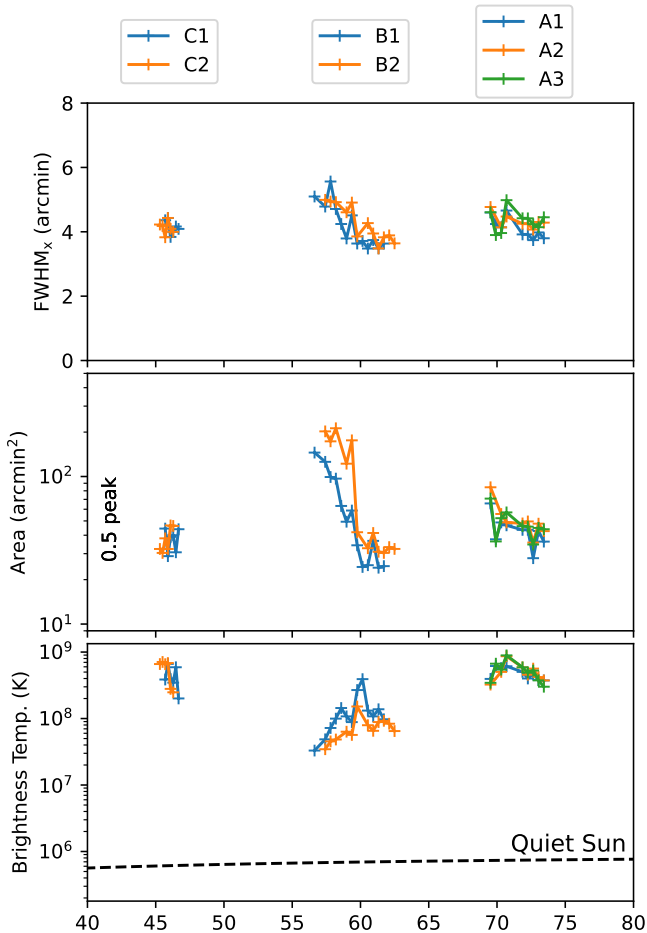 C1
C2
B1
B2
A1
A2
A3
8
6
4
2
0
FWHMₓ (arcmin)
10²
10¹
Area (arcmin²)
0.5 peak
10⁹
10⁸
10⁷
10⁶
Brightness Temp. (K)
Quiet Sun
40 45 50 55 60 65 70 75 80